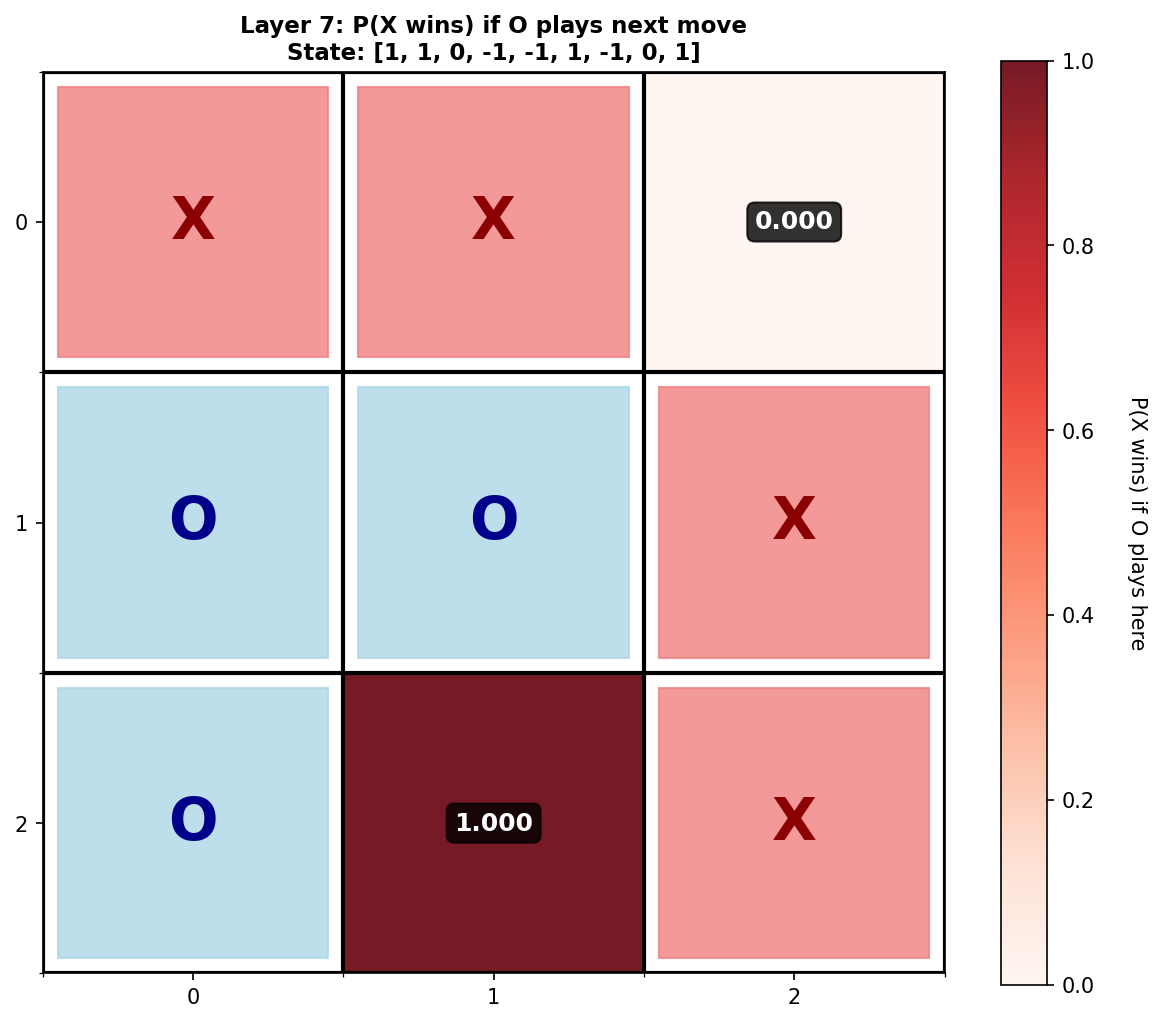 Layer 7: P(X wins) if O plays next move
State: [1, 1, 0, -1, -1, 1, -1, 0, 1]
X X 0.000
O O X
O 1.000 X
0
1
2
0 1 2
1.0
0.8
0.6
0.4
0.2
0.0
P(X wins) if O plays here